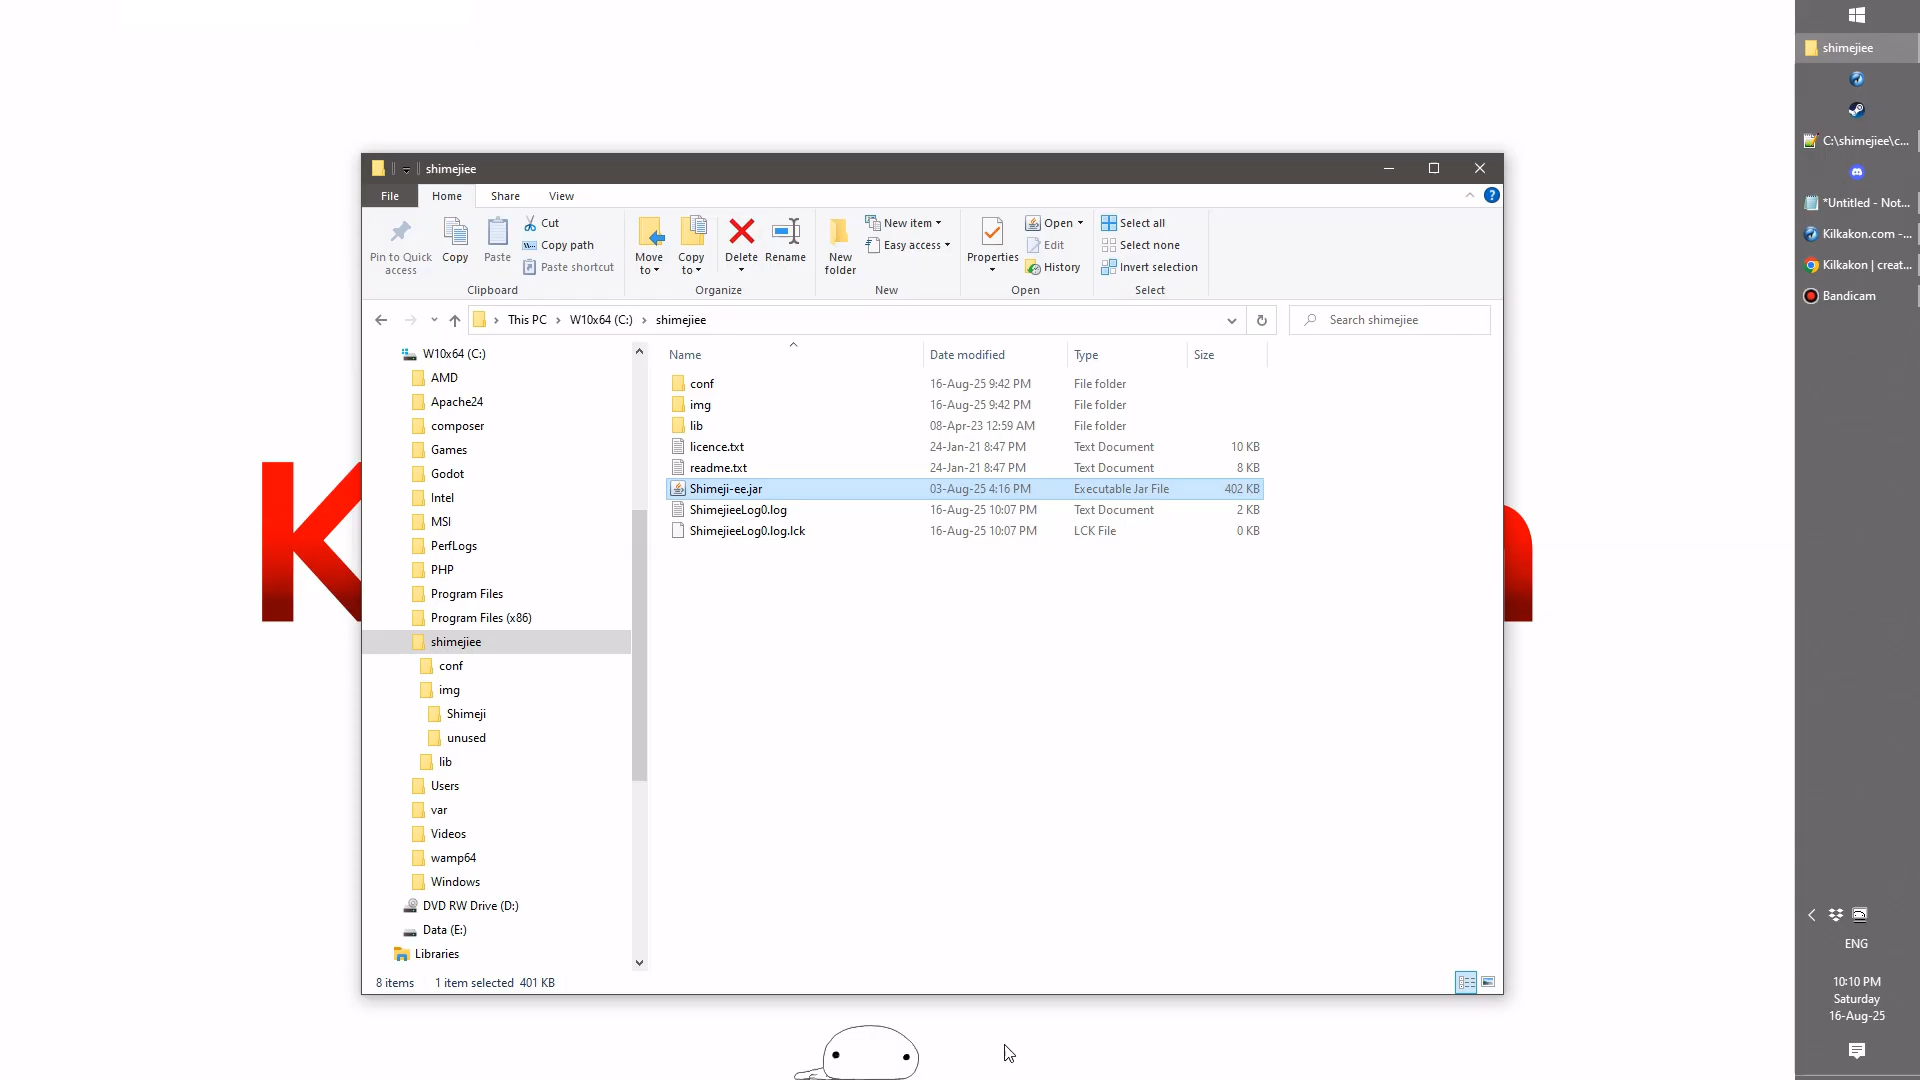 shimejiee
File Home Share View
Pin to Quick access
Copy
Paste
Cut
Copy path
Paste shortcut
Clipboard
Move to
Copy to
Delete
Rename
Organize
New folder
New item
Easy access
New
Properties
Open
Edit
History
Open
Select all
Select none
Invert selection
Select
This PC W10x64 (C:) shimejiee
Search shimejiee
W10x64 (C:)
AMD
Apache24
composer
Games
Godot
Intel
MSI
PerfLogs
PHP
Program Files
Program Files (x86)
shimejiee
conf
img
Shimeji
unused
lib
Users
var
Videos
wamp64
Windows
DVD RW Drive (D:)
Data (E:)
Libraries
Name Date modified Type Size
conf 16-Aug-25 9:42 PM File folder
img 16-Aug-25 9:42 PM File folder
lib 08-Apr-23 12:59 AM File folder
licence.txt 24-Jan-21 8:47 PM Text Document 10 KB
readme.txt 24-Jan-21 8:47 PM Text Document 8 KB
Shimeji-ee.jar 03-Aug-25 4:16 PM Executable Jar File 402 KB
ShimejieeLog0.log 16-Aug-25 10:07 PM Text Document 2 KB
ShimejieeLog0.log.lck 16-Aug-25 10:07 PM LCK File 0 KB
8 items 1 item selected 401 KB
K
n
shimejiee
C:\shimejiee\c...
*Untitled - Not...
Kilkakon.com -...
Kilkakon | creat...
Bandicam
ENG
10:10 PM
Saturday
16-Aug-25